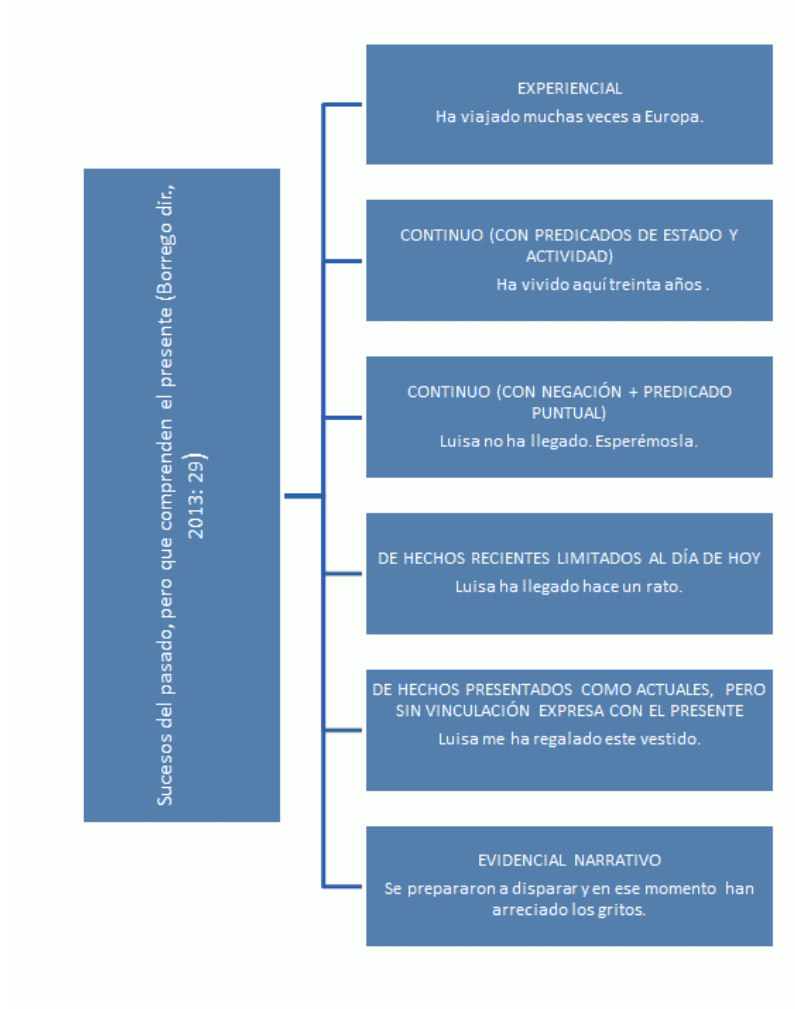 Sucesos del pasado, pero que comprenden el presente (Borrego dir.,
2013: 29)
EXPERIENCIAL
Ha viajado muchas veces a Europa.
CONTINUO (CON PREDICADOS DE ESTADO Y
ACTIVIDAD)
Ha vivido aquí treinta años .
CONTINUO (CON NEGACIÓN + PREDICADO
PUNTUAL)
Luisa no ha llegado. Esperémosla.
DE HECHOS RECIENTES LIMITADOS AL DÍA DE HOY
Luisa ha llegado hace un rato.
DE HECHOS PRESENTADOS COMO ACTUALES, PERO
SIN VINCULACIÓN EXPRESA CON EL PRESENTE
Luisa me ha regalado este vestido.
EVIDENCIAL NARRATIVO
Se prepararon a disparar y en ese momento han
arreciado los gritos.